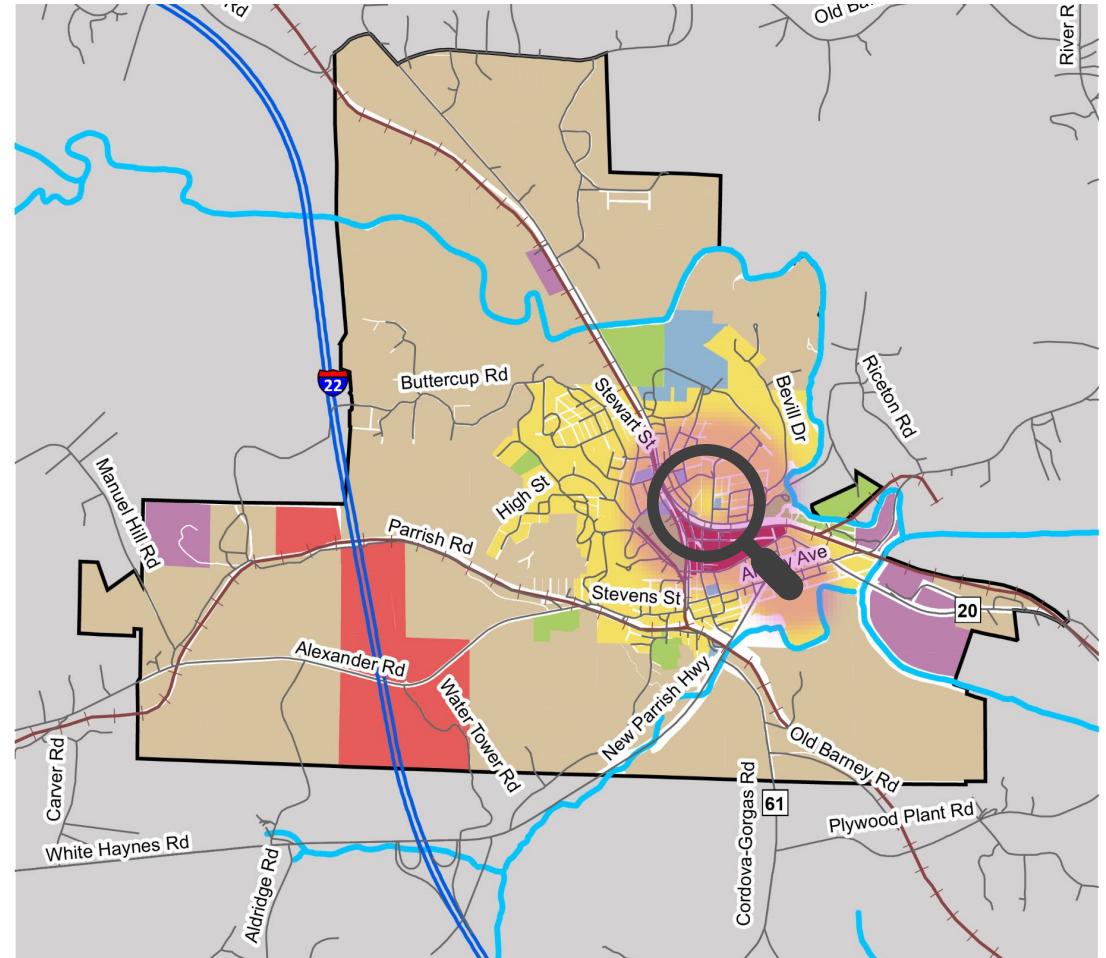 Rd
River R
22
Buttercup Rd
Stewart St
Bevill Dr
Riceton Rd
Manuel Hill Rd
High St
Parrish Rd
Ave
Stevens St
20
Alexander Rd
Water Tower Rd
New Parrish Hwy
Old Barney Rd
Carver Rd
61
Cordova-Gorgas Rd
Plywood Plant Rd
White Haynes Rd
Aldridge Rd